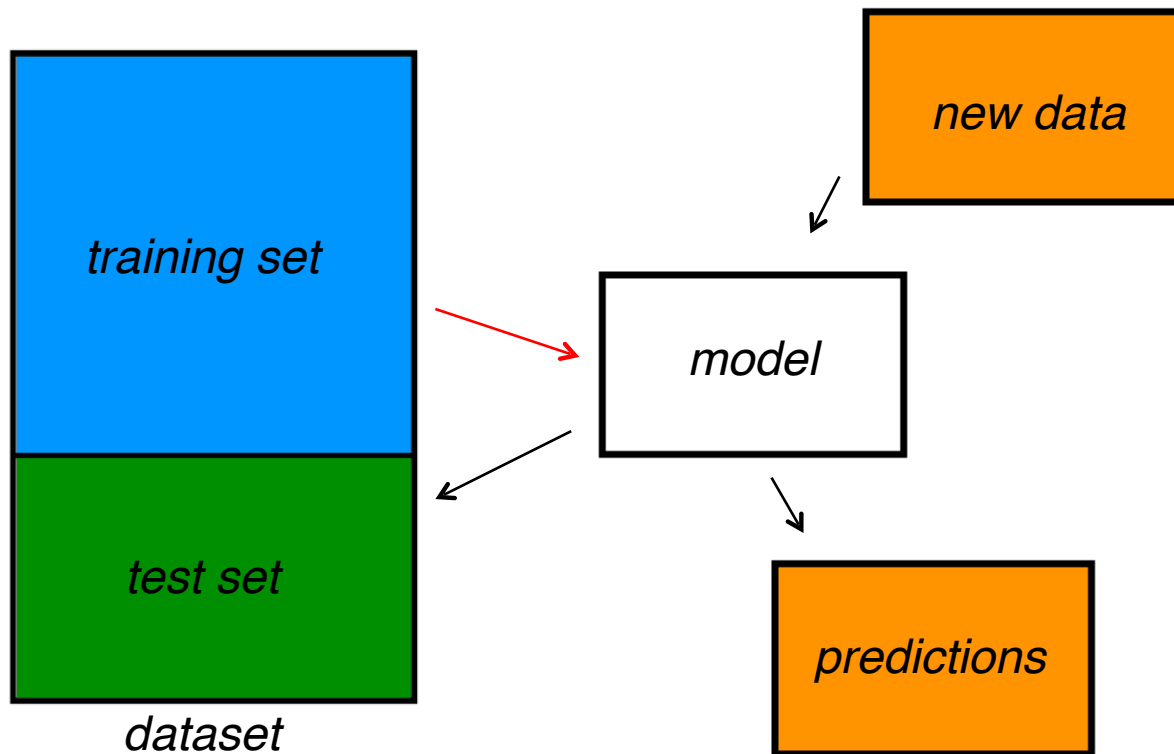 new data
training set
model
test set
predictions
dataset